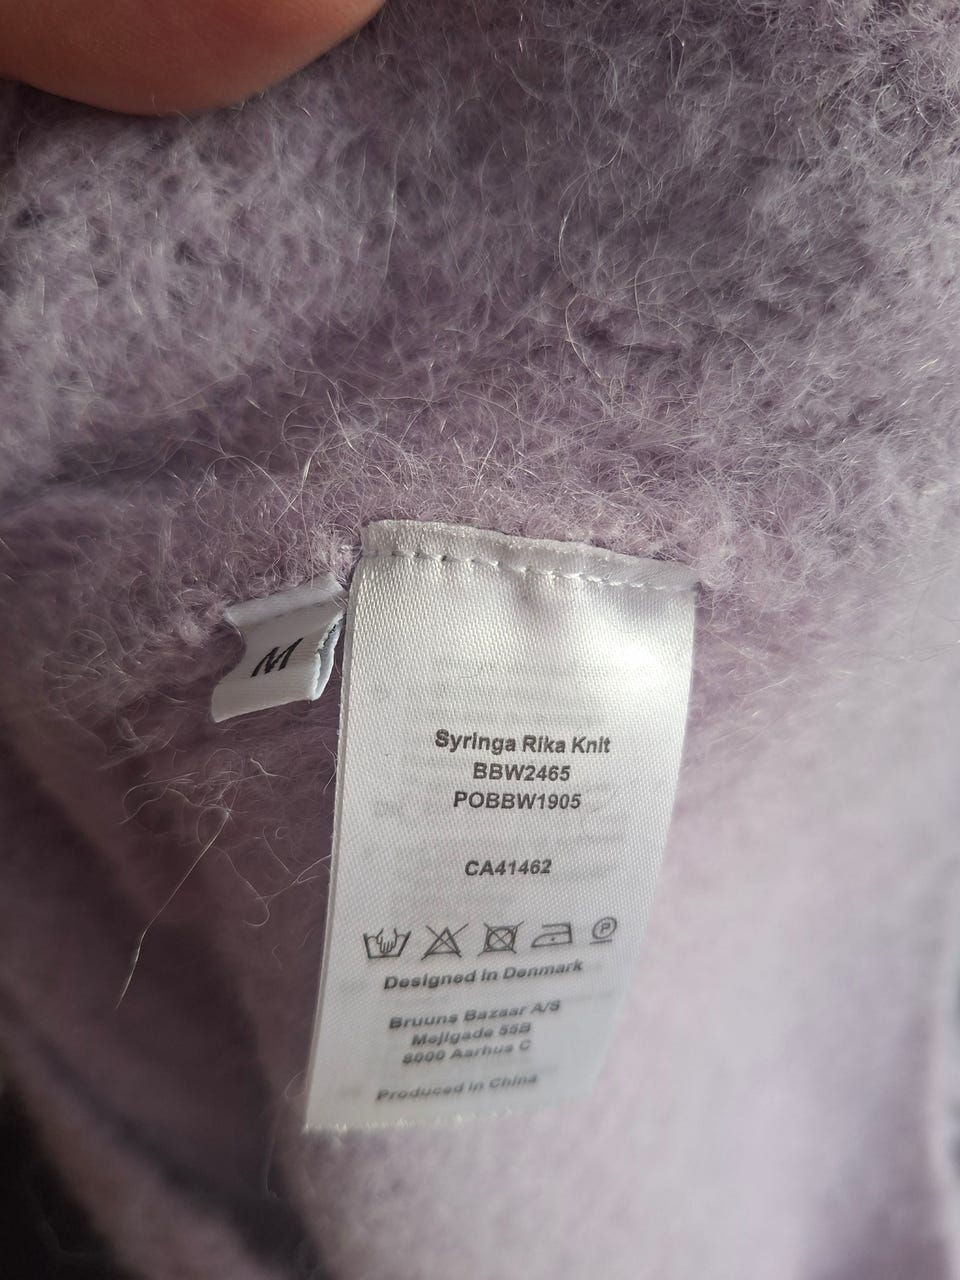 M
Syringa Rika Knit
BBW2465
POBBW1905
CA41462
P
Designed in Denmark
Bruuns Bazaar A/S
Mejlgade 55B
8000 Aarhus C
Produced in China